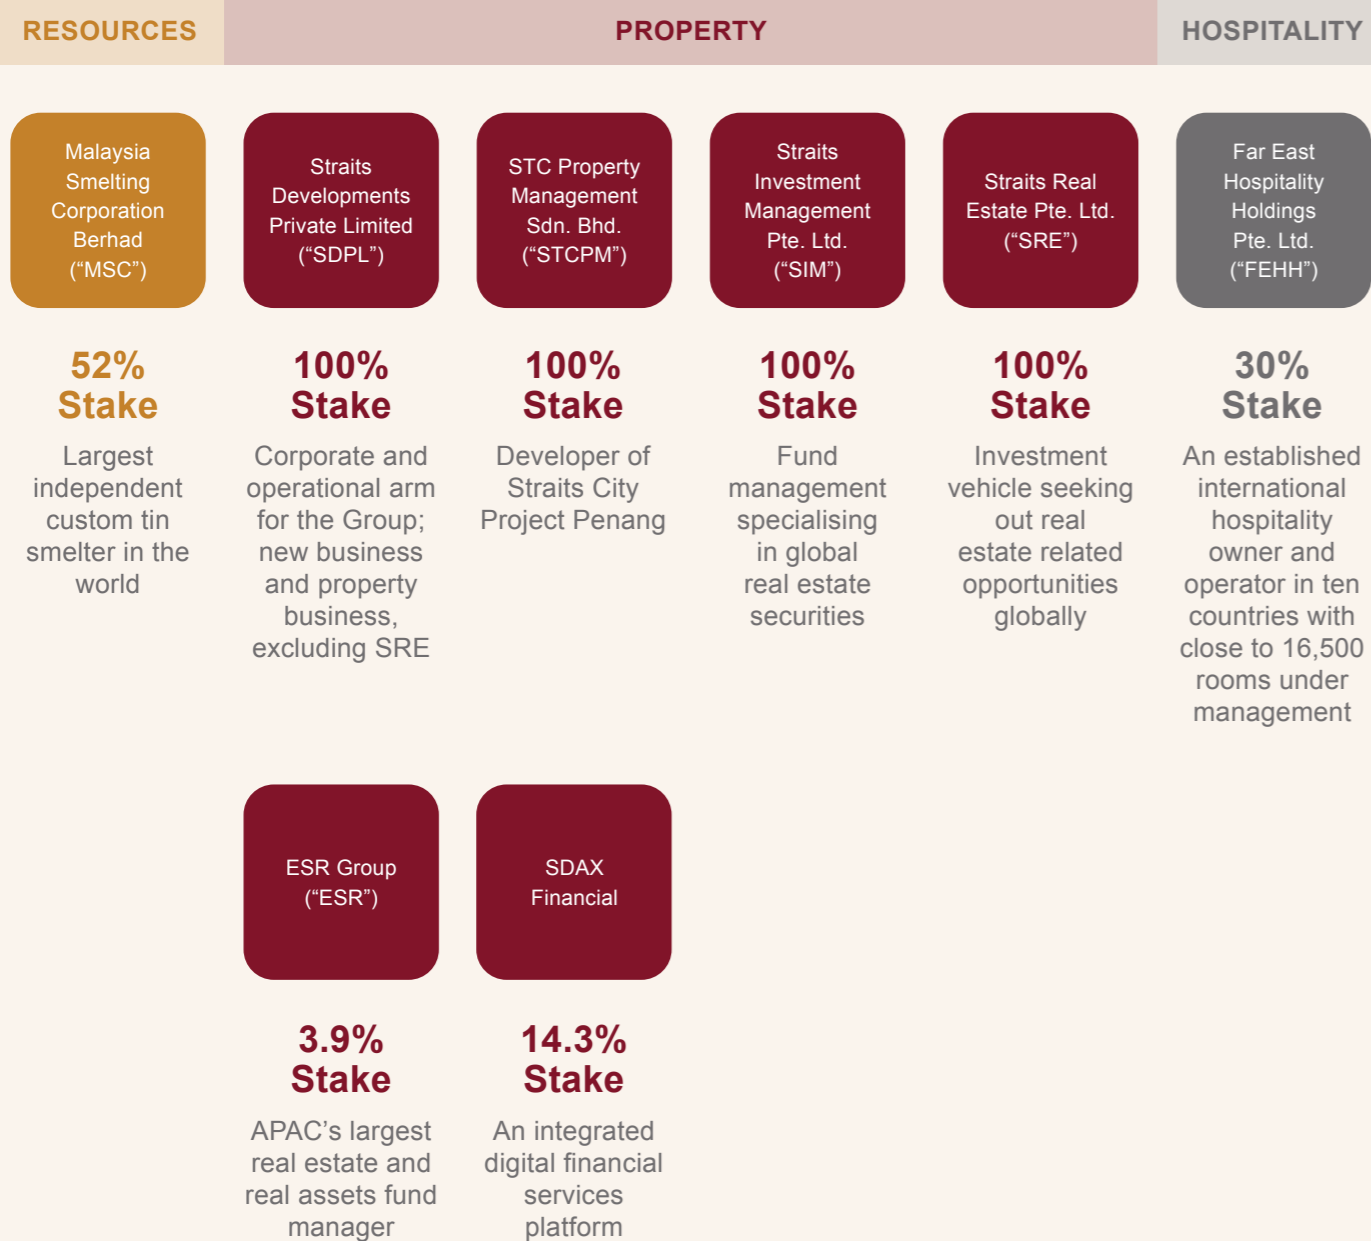 RESOURCES
PROPERTY
HOSPITALITY
Malaysia
Smelting
Corporation
Berhad
(“MSC”)
52%
Stake
Largest
independent
custom tin
smelter in the
world
Straits
Developments
Private Limited
(“SDPL”)
100%
Stake
Corporate and
operational arm
for the Group;
new business
and property
business,
excluding SRE
STC Property
Management
Sdn. Bhd.
(“STCPM”)
100%
Stake
Developer of
Straits City
Project Penang
Straits
Investment
Management
Pte. Ltd.
(“SIM”)
100%
Stake
Fund
management
specialising
in global
real estate
securities
Straits Real
Estate Pte. Ltd.
(“SRE”)
100%
Stake
Investment
vehicle seeking
out real
estate related
opportunities
globally
Far East
Hospitality
Holdings
Pte. Ltd.
(“FEHH”)
30%
Stake
An established
international
hospitality
owner and
operator in ten
countries with
close to 16,500
rooms under
management
ESR Group
(“ESR”)
3.9%
Stake
APAC’s largest
real estate and
real assets fund
manager
SDAX
Financial
14.3%
Stake
An integrated
digital financial
services
platform